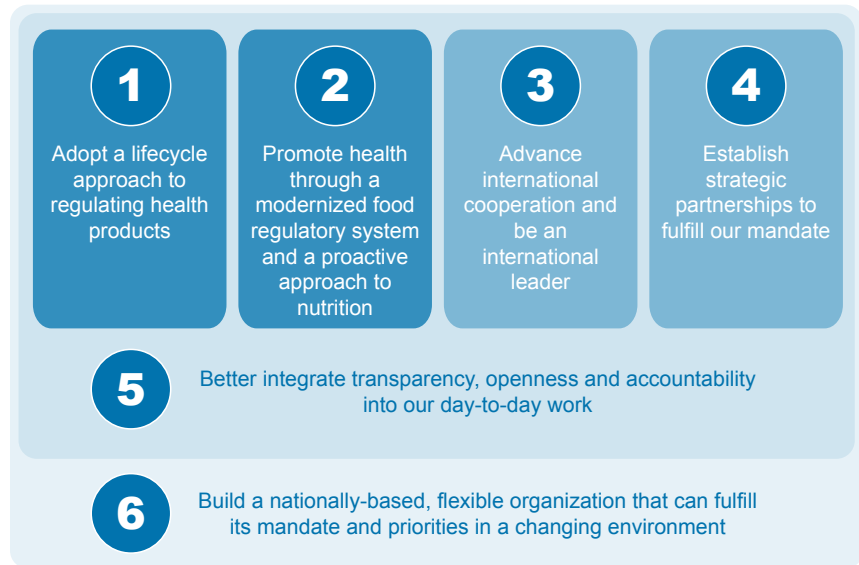 1
Adopt a lifecycle
approach to
regulating health
products
2
Promote health
through a
modernized food
regulatory system
and a proactive
approach to
nutrition
3
Advance
international
cooperation and
be an
international
leader
4
Establish
strategic
partnerships to
fulfill our mandate
5
Better integrate transparency, openness and accountability
into our day-to-day work
6
Build a nationally-based, flexible organization that can fulfill
its mandate and priorities in a changing environment